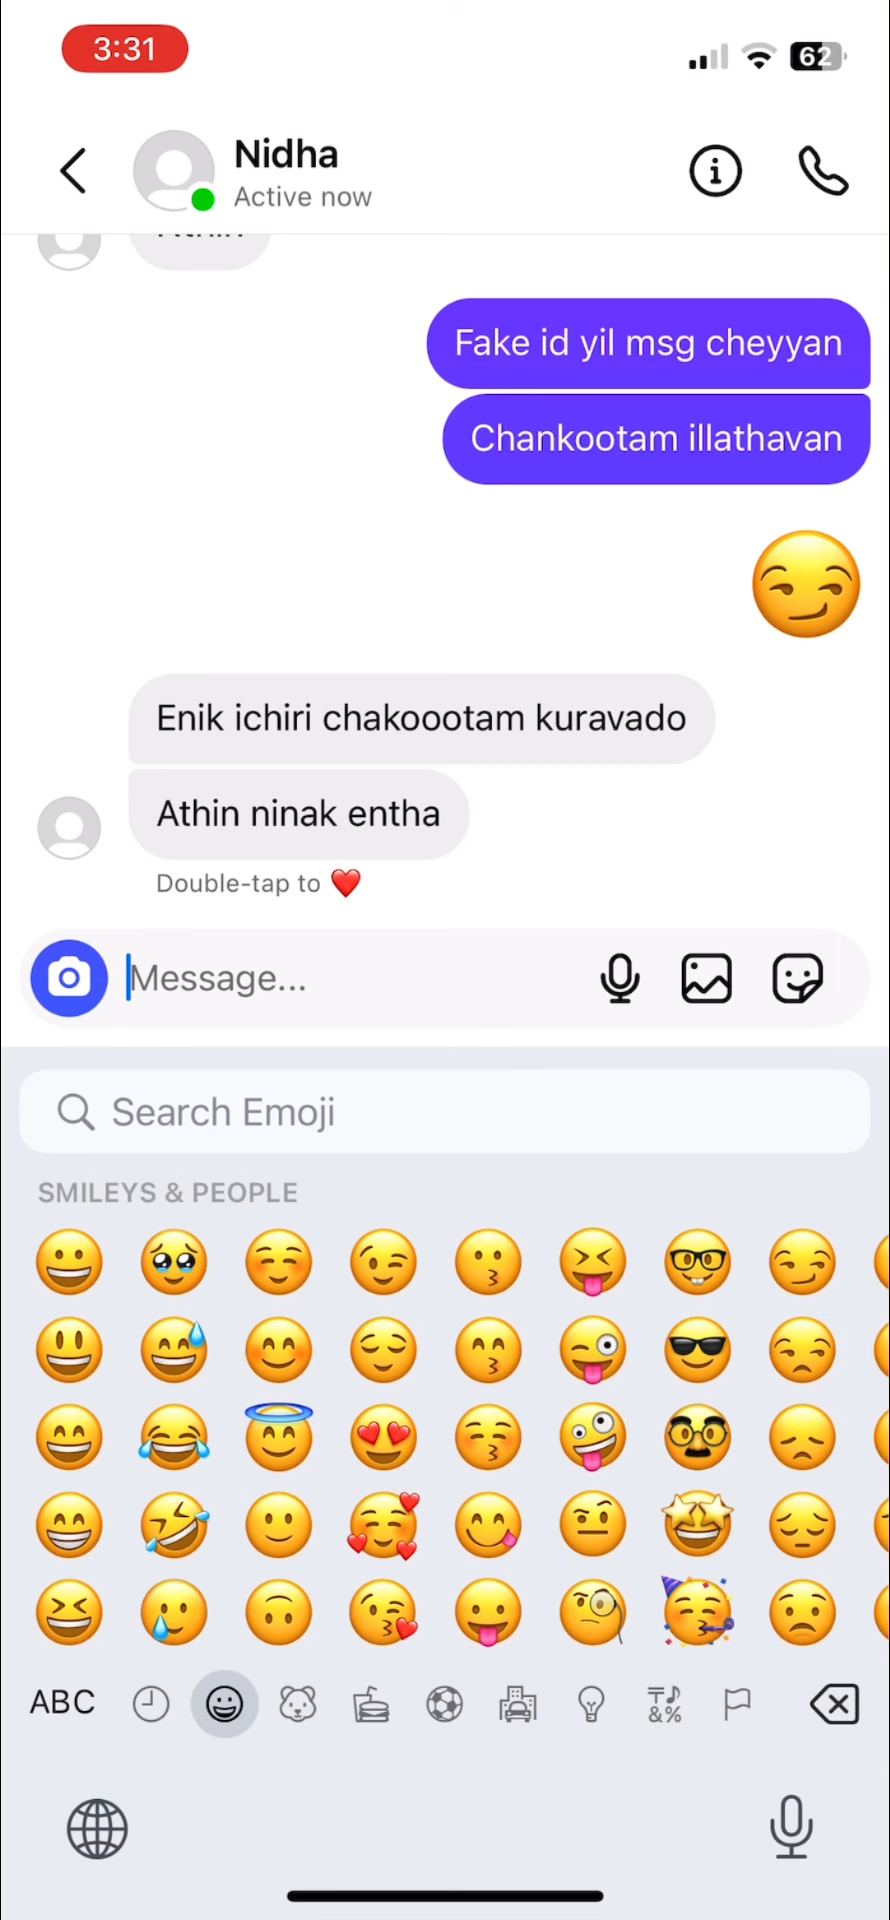 3:31
62
Nidha
Active now
Fake id yil msg cheyyan
Chankootam illathavan
😏
Enik ichiri chakoootam kuravado
Athin ninak entha
Double-tap to ❤️
Message...
Search Emoji
SMILEYS & PEOPLE
ABC